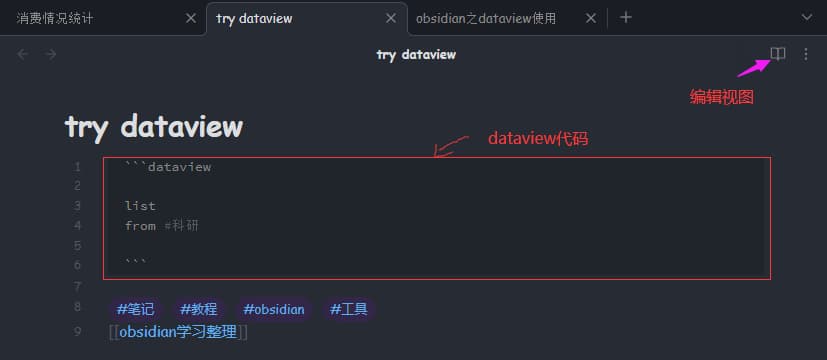 消费情况统计
try dataview
obsidian之dataview使用
try dataview
编辑视图
try dataview
dataview代码
1 ```dataview
2
3 list
4 from #科研
5
6 ```
7
8 #笔记 #教程 #obsidian #工具
9 [[obsidian学习整理]]